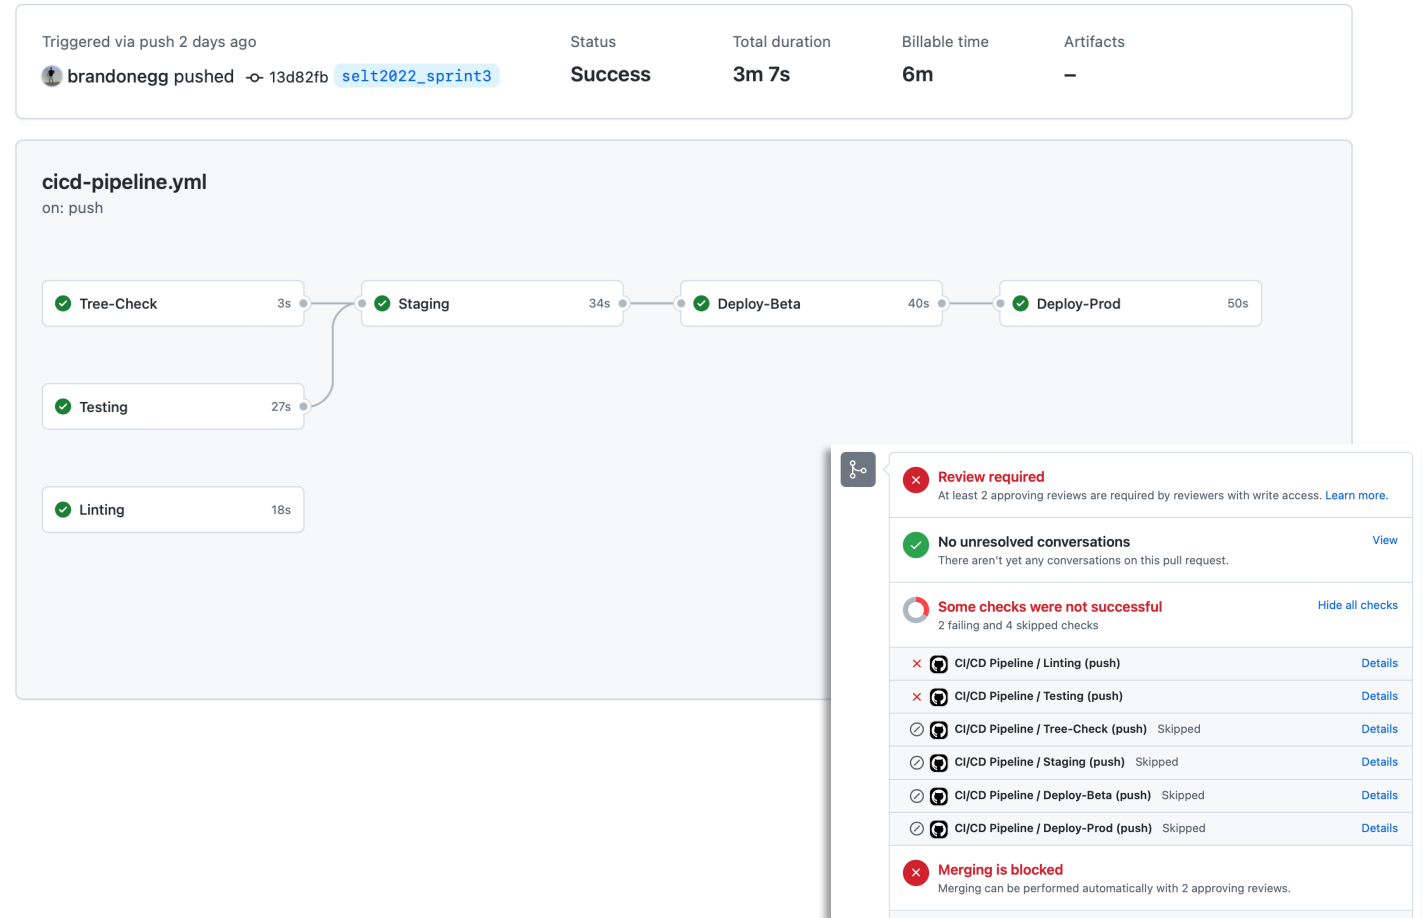 Triggered via push 2 days ago
brandonegg pushed 13d82fb selt2022_sprint3
Status
Success
Total duration
3m 7s
Billable time
6m
Artifacts
–
cicd-pipeline.yml
on: push
Tree-Check 3s
Staging 34s
Deploy-Beta 40s
Deploy-Prod 50s
Testing 27s
Linting 18s
Review required
At least 2 approving reviews are required by reviewers with write access. Learn more.
No unresolved conversations View
There aren't yet any conversations on this pull request.
Some checks were not successful Hide all checks
2 failing and 4 skipped checks
CI/CD Pipeline / Linting (push) Details
CI/CD Pipeline / Testing (push) Details
CI/CD Pipeline / Tree-Check (push) Skipped Details
CI/CD Pipeline / Staging (push) Skipped Details
CI/CD Pipeline / Deploy-Beta (push) Skipped Details
CI/CD Pipeline / Deploy-Prod (push) Skipped Details
Merging is blocked
Merging can be performed automatically with 2 approving reviews.